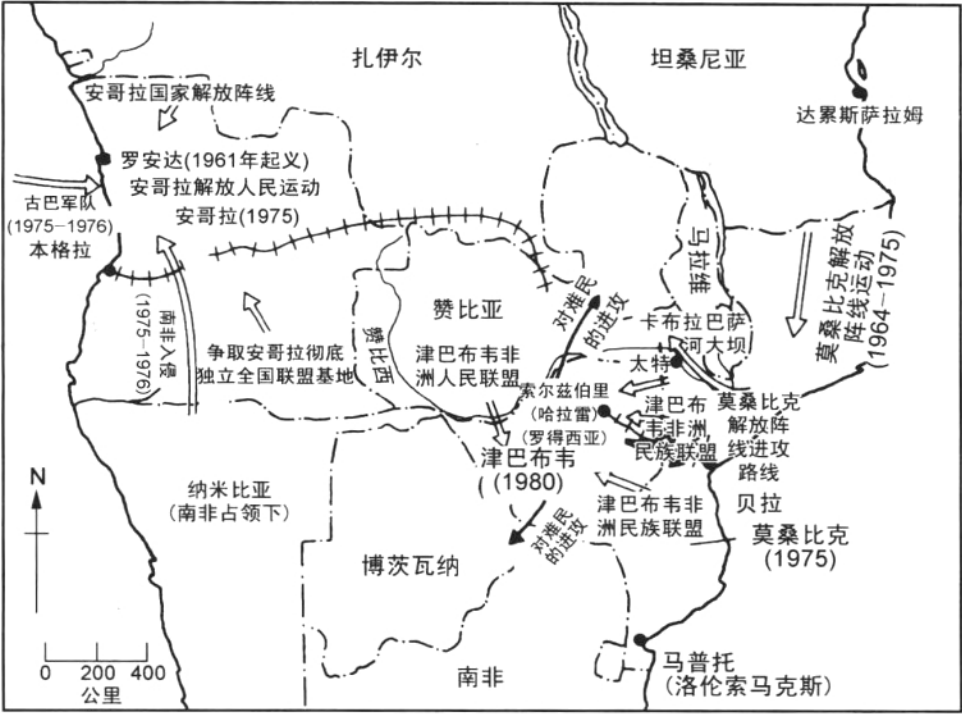 扎伊尔
坦桑尼亚
安哥拉国家解放阵线
达累斯萨拉姆
罗安达(1961年起义)
安哥拉解放人民运动
安哥拉(1975)
古巴军队
(1975-1976)
本格拉
南非入侵
(1975-1976)
争取安哥拉彻底
独立全国联盟基地
赞比西
赞比亚
津巴布韦非
洲人民联盟
对难民
的进攻
马拉维
莫桑比克解放
阵线运动
(1964-1975)
卡布拉巴萨
河大坝
太特
索尔兹伯里
(哈拉雷)
(罗得西亚)
津巴布韦
(1980)
津巴布
韦非洲
民族联盟
莫桑比克
解放阵
线进攻
路线
贝拉
津巴布韦非
洲民族联盟
莫桑比克
(1975)
对难民
的进攻
纳米比亚
(南非占领下)
博茨瓦纳
南非
马普托
(洛伦索马克斯)
N
0 200 400
公里